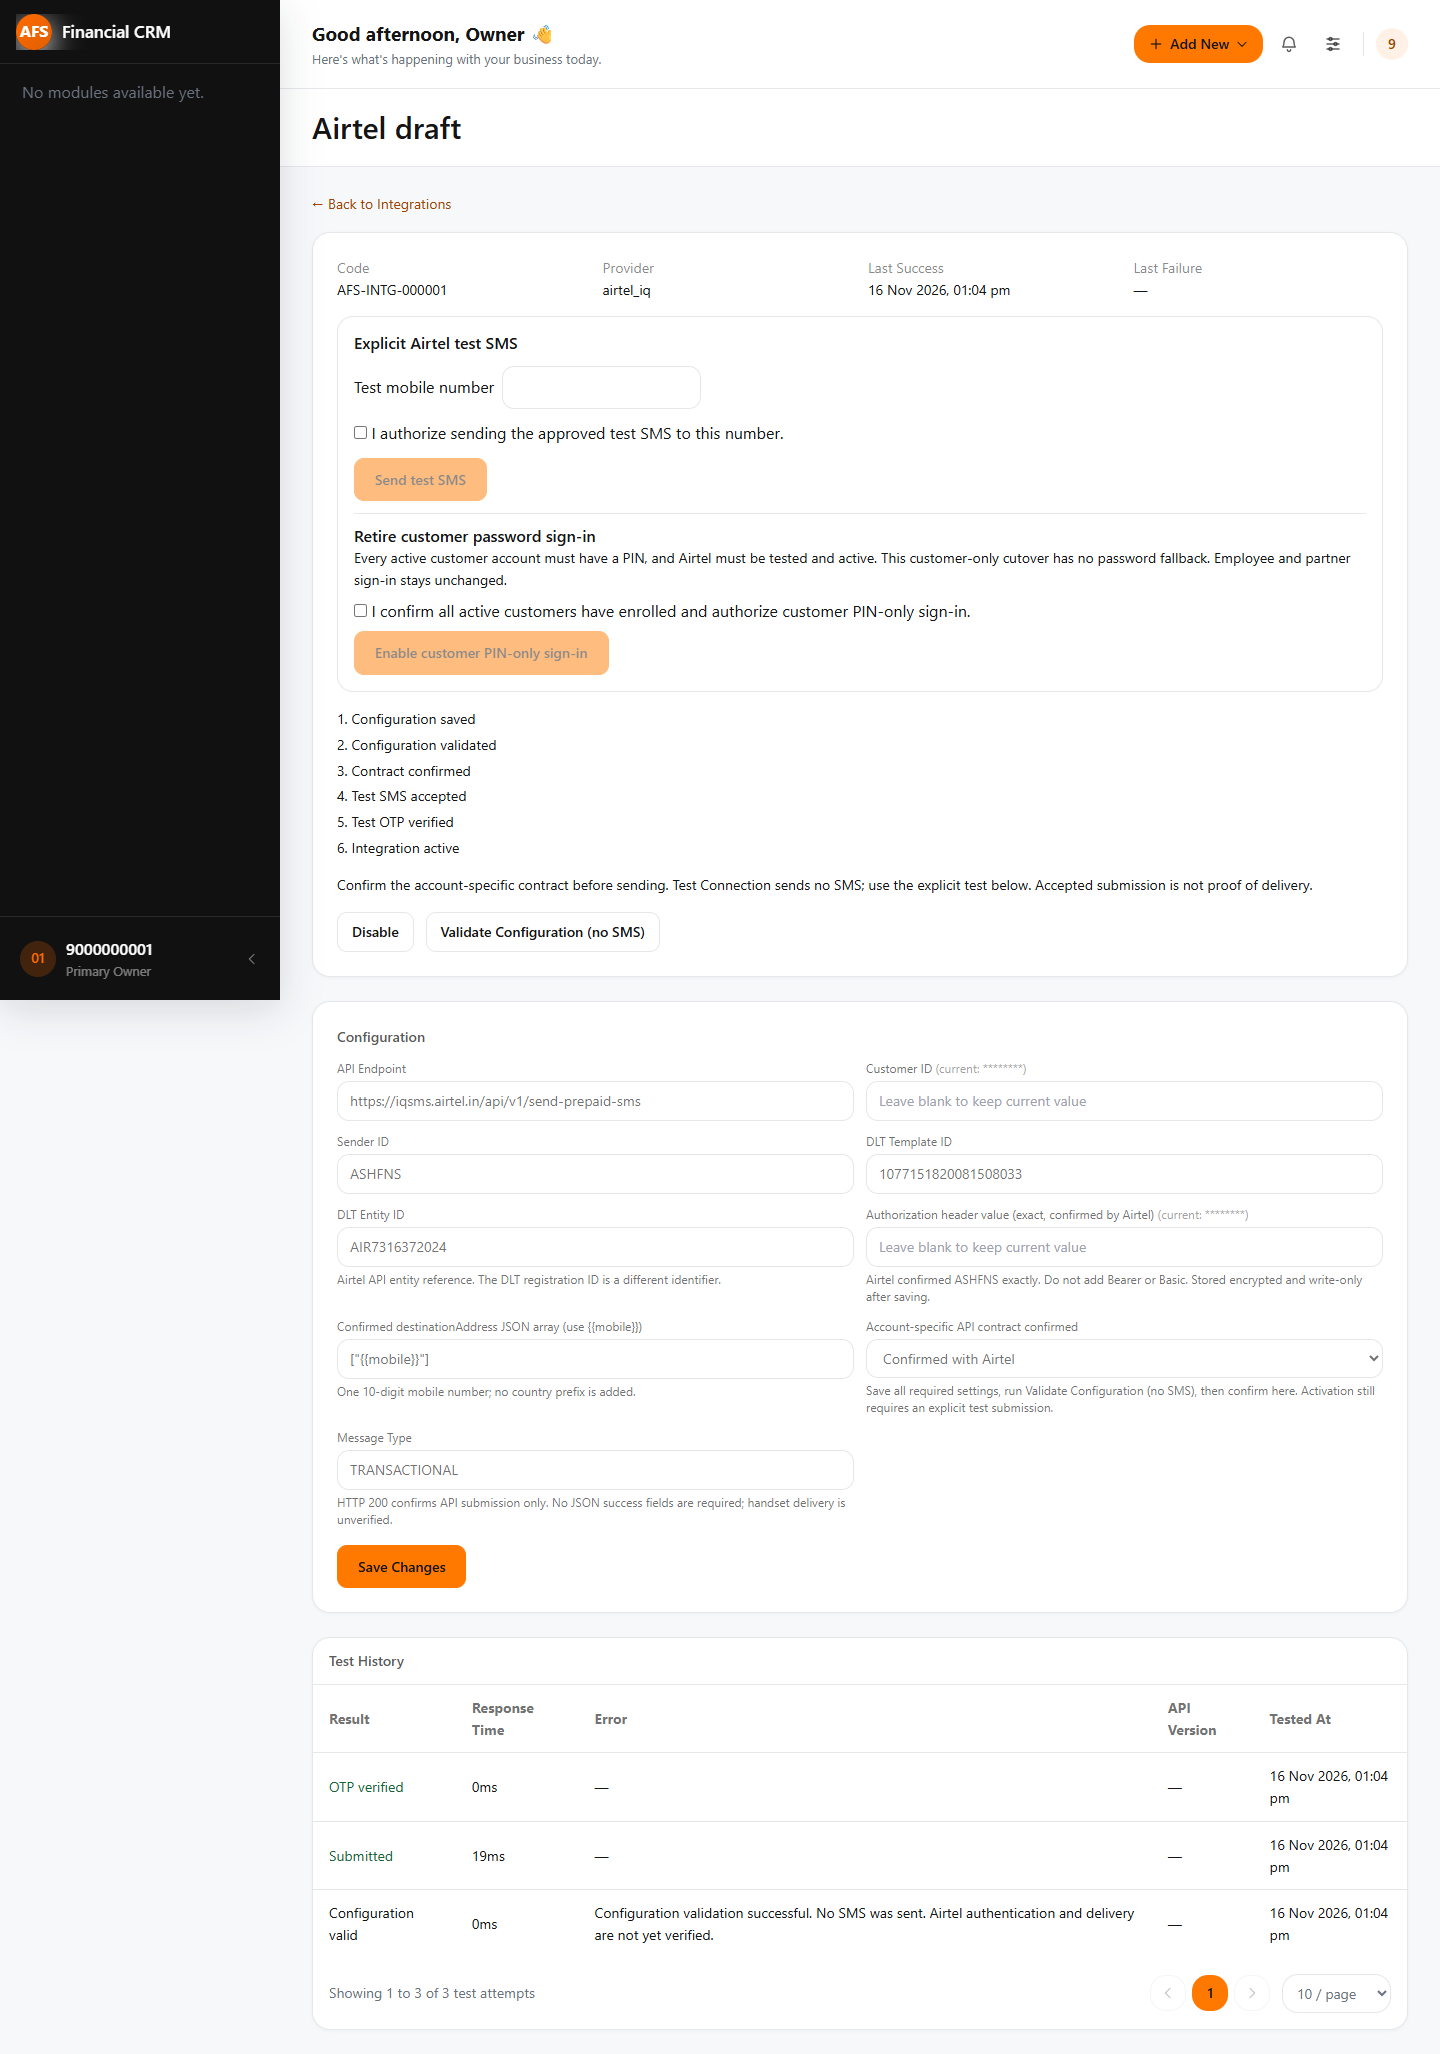 AFS Financial CRM
No modules available yet.
Good afternoon, Owner 👋
Here's what's happening with your business today.
+ Add New
9
Airtel draft
← Back to Integrations
Code
AFS-INTG-000001
Provider
airtel_iq
Last Success
16 Nov 2026, 01:04 pm
Last Failure
—
Explicit Airtel test SMS
Test mobile number
I authorize sending the approved test SMS to this number.
Send test SMS
Retire customer password sign-in
Every active customer account must have a PIN, and Airtel must be tested and active. This customer-only cutover has no password fallback. Employee and partner
sign-in stays unchanged.
I confirm all active customers have enrolled and authorize customer PIN-only sign-in.
Enable customer PIN-only sign-in
1. Configuration saved
2. Configuration validated
3. Contract confirmed
4. Test SMS accepted
5. Test OTP verified
6. Integration active
Confirm the account-specific contract before sending. Test Connection sends no SMS; use the explicit test below. Accepted submission is not proof of delivery.
Disable
Validate Configuration (no SMS)
01
9000000001
Primary Owner
Configuration
API Endpoint
https://iqsms.airtel.in/api/v1/send-prepaid-sms
Customer ID (current: ********)
Leave blank to keep current value
Sender ID
ASHFNS
DLT Template ID
1077151820081508033
DLT Entity ID
AIR7316372024
Airtel API entity reference. The DLT registration ID is a different identifier.
Authorization header value (exact, confirmed by Airtel) (current: ********)
Leave blank to keep current value
Airtel confirmed ASHFNS exactly. Do not add Bearer or Basic. Stored encrypted and write-only
after saving.
Confirmed destinationAddress JSON array (use {{mobile}})
["{{mobile}}"]
One 10-digit mobile number; no country prefix is added.
Account-specific API contract confirmed
Confirmed with Airtel
Save all required settings, run Validate Configuration (no SMS), then confirm here. Activation still
requires an explicit test submission.
Message Type
TRANSACTIONAL
HTTP 200 confirms API submission only. No JSON success fields are required; handset delivery is
unverified.
Save Changes
Test History
Result
Response
Time
Error
API
Version
Tested At
OTP verified
0ms
—
—
16 Nov 2026, 01:04
pm
Submitted
19ms
—
—
16 Nov 2026, 01:04
pm
Configuration
valid
0ms
Configuration validation successful. No SMS was sent. Airtel authentication and delivery
are not yet verified.
—
16 Nov 2026, 01:04
pm
Showing 1 to 3 of 3 test attempts
1
10 / page